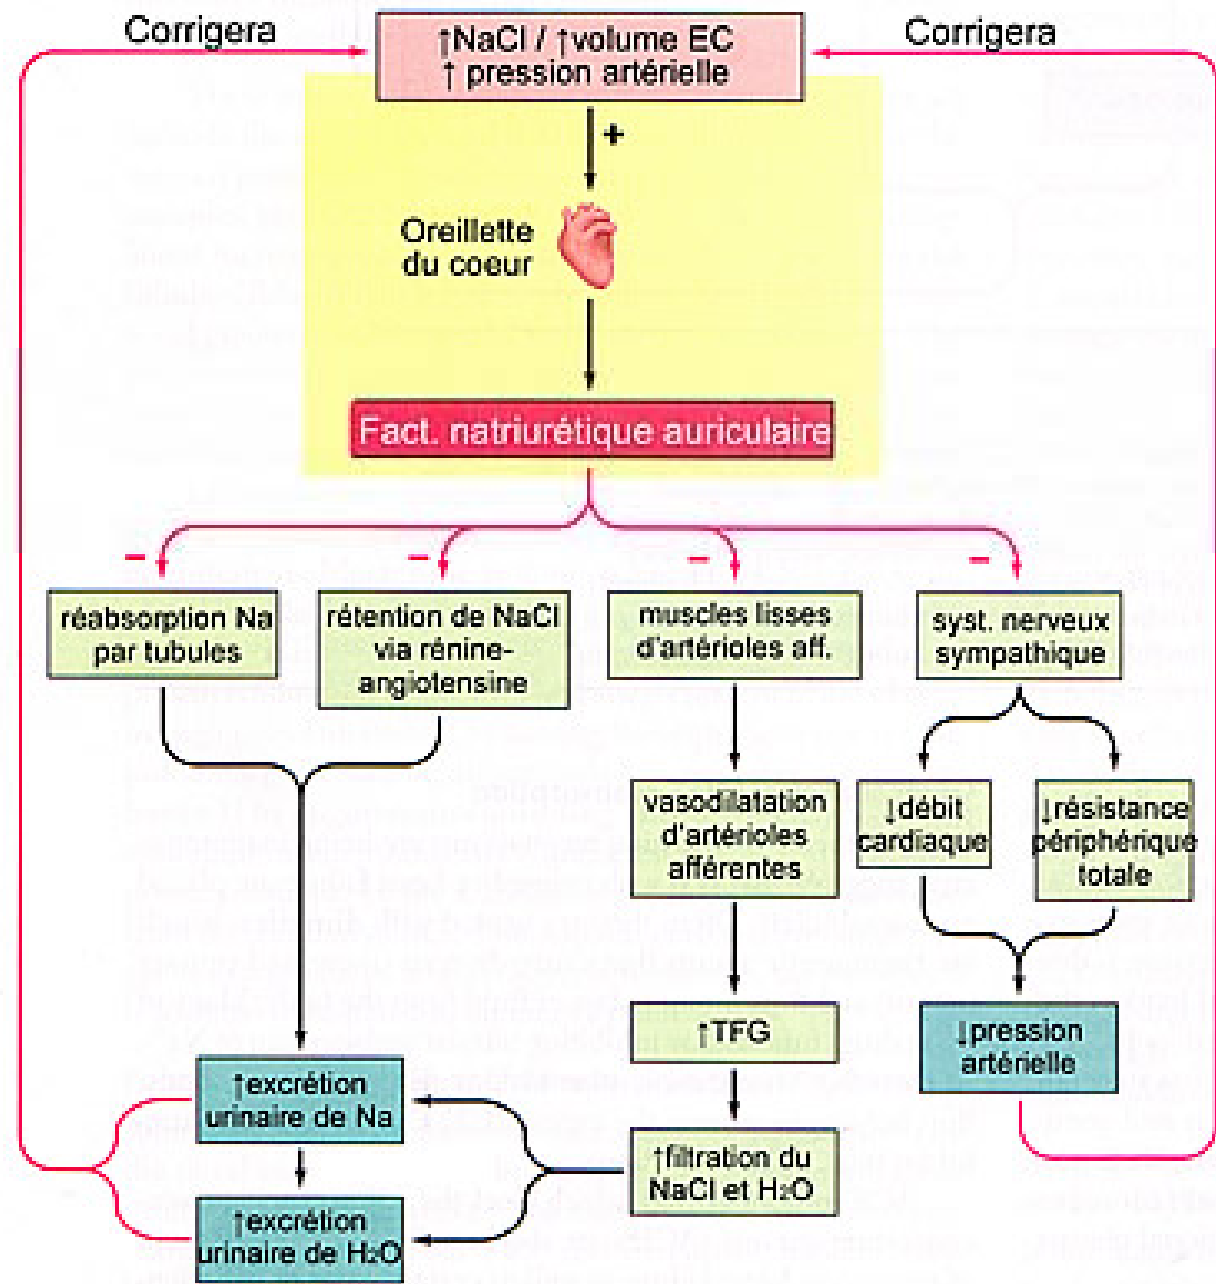 Corrigera
Corrigera
↑NaCl / ↑volume EC
↑ pression artérielle
+
Oreillette
du coeur
Fact. natriurétique auriculaire
–
–
–
–
réabsorption Na
par tubules
rétention de NaCl
via rénine-
angiotensine
muscles lisses
d'artérioles aff.
syst. nerveux
sympathique
vasodilatation
d'artérioles
afférentes
↓débit
cardiaque
↓résistance
périphérique
totale
↑TFG
↓pression
artérielle
↑excrétion
urinaire de Na
↑filtration du
NaCl et H2O
↑excrétion
urinaire de H2O